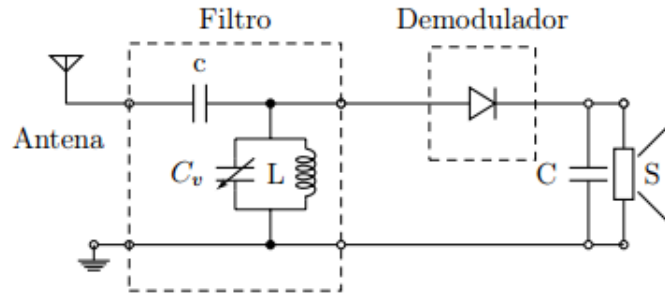 Filtro
Demodulador
c
Antena
C_v
L
C
S